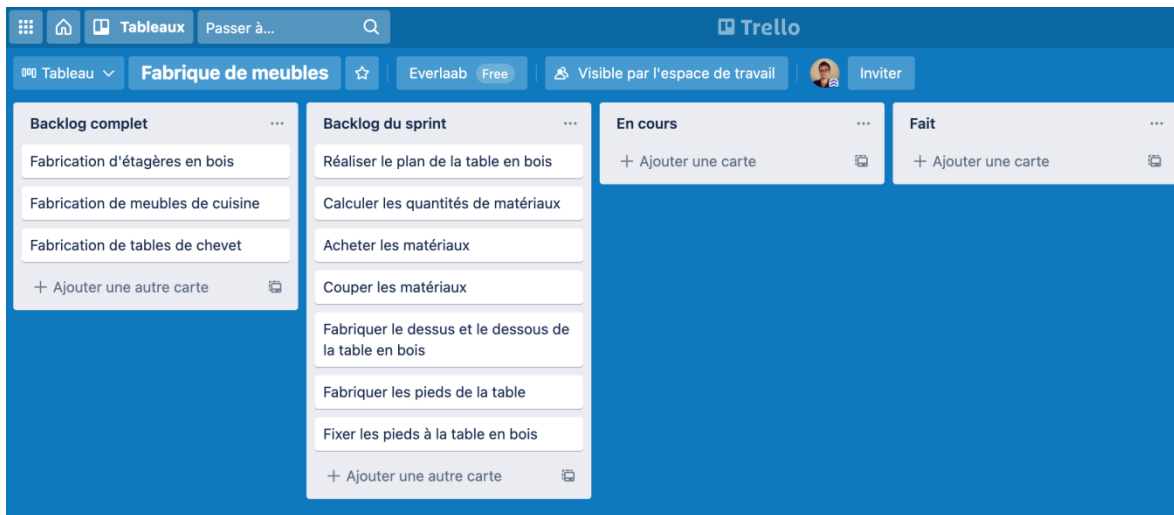 Tableaux
Passer à...
Trello
Tableau
Fabrique de meubles
Everlaab
Free
Visible par l'espace de travail
Inviter
Backlog complet
Fabrication d'étagères en bois
Fabrication de meubles de cuisine
Fabrication de tables de chevet
+ Ajouter une autre carte
Backlog du sprint
Réaliser le plan de la table en bois
Calculer les quantités de matériaux
Acheter les matériaux
Couper les matériaux
Fabriquer le dessus et le dessous de
la table en bois
Fabriquer les pieds de la table
Fixer les pieds à la table en bois
+ Ajouter une autre carte
En cours
+ Ajouter une carte
Fait
+ Ajouter une carte